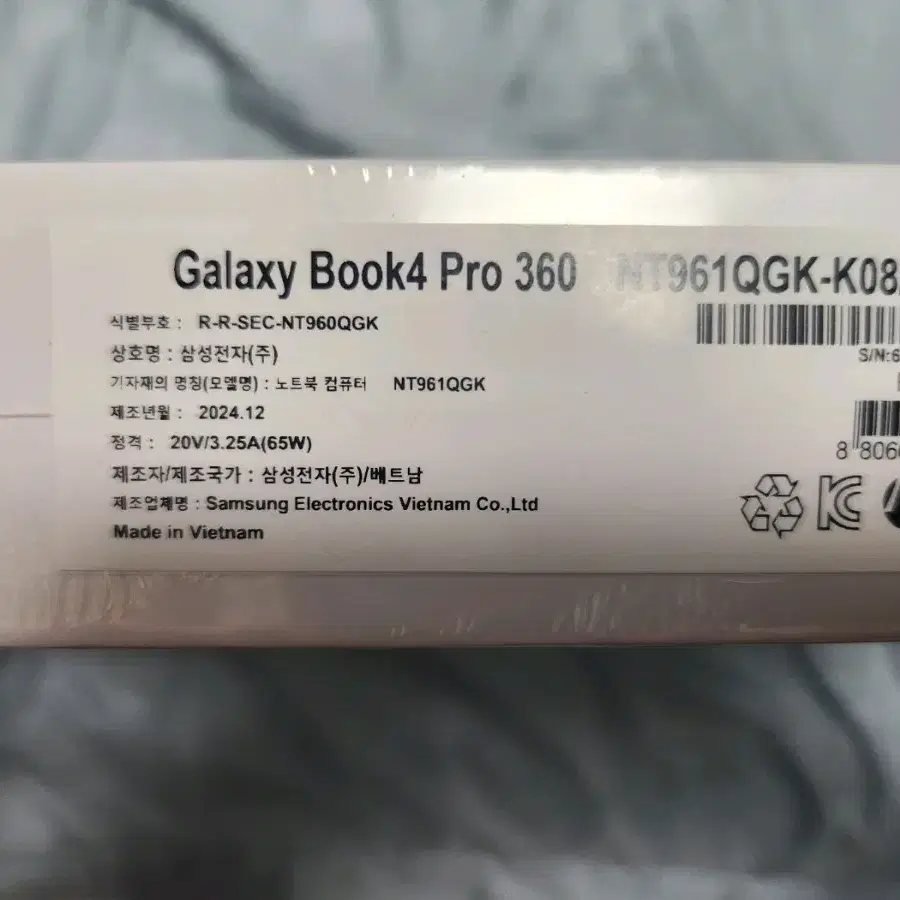 Galaxy Book4 Pro 360 NT961QGK-K08
식별부호 : R-R-SEC-NT960QGK
상호명 : 삼성전자(주)
S/N:6
기자재의 명칭(모델명) : 노트북 컴퓨터 NT961QGK
제조년월 : 2024.12
정격 : 20V/3.25A(65W)
8 8060
제조자/제조국가 : 삼성전자(주)/베트남
제조업체명 : Samsung Electronics Vietnam Co.,Ltd
Made in Vietnam